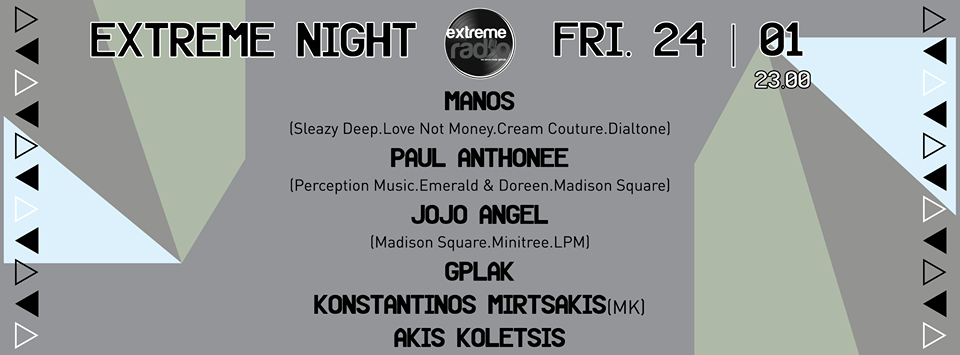 EXTREME NIGHT
extreme
radio
FRI. 24 | 01
23.00
MANOS
(Sleazy Deep.Love Not Money.Cream Couture.Dialtone)
PAUL ANTHONEE
(Perception Music.Emerald & Doreen.Madison Square)
JOJO ANGEL
(Madison Square.Minitree.LPM)
GPLAK
KONSTANTINOS MIRTSAKIS(MK)
AKIS KOLETSIS